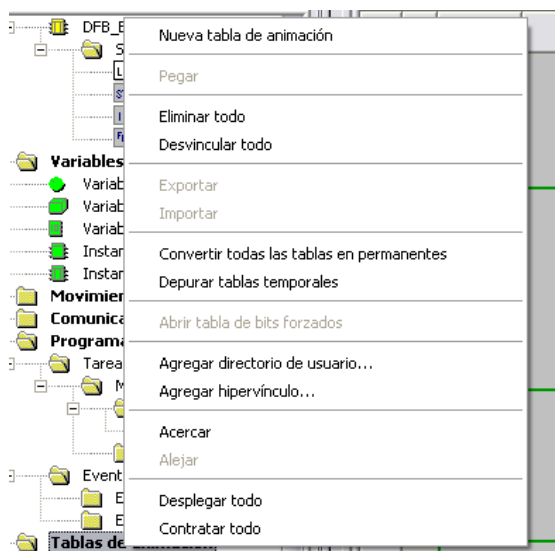 DFB_E
Nueva tabla de animación
Pegar
Eliminar todo
Desvincular todo
Variables
Variab
Exportar
Variab
Importar
Variab
Instan
Convertir todas las tablas en permanentes
Instan
Depurar tablas temporales
Movimien
Comunica
Abrir tabla de bits forzados
Programa
Tarea
Agregar directorio de usuario...
M
Agregar hipervínculo...
Acercar
Alejar
Event
E
Desplegar todo
E
Contratar todo
Tablas de animación